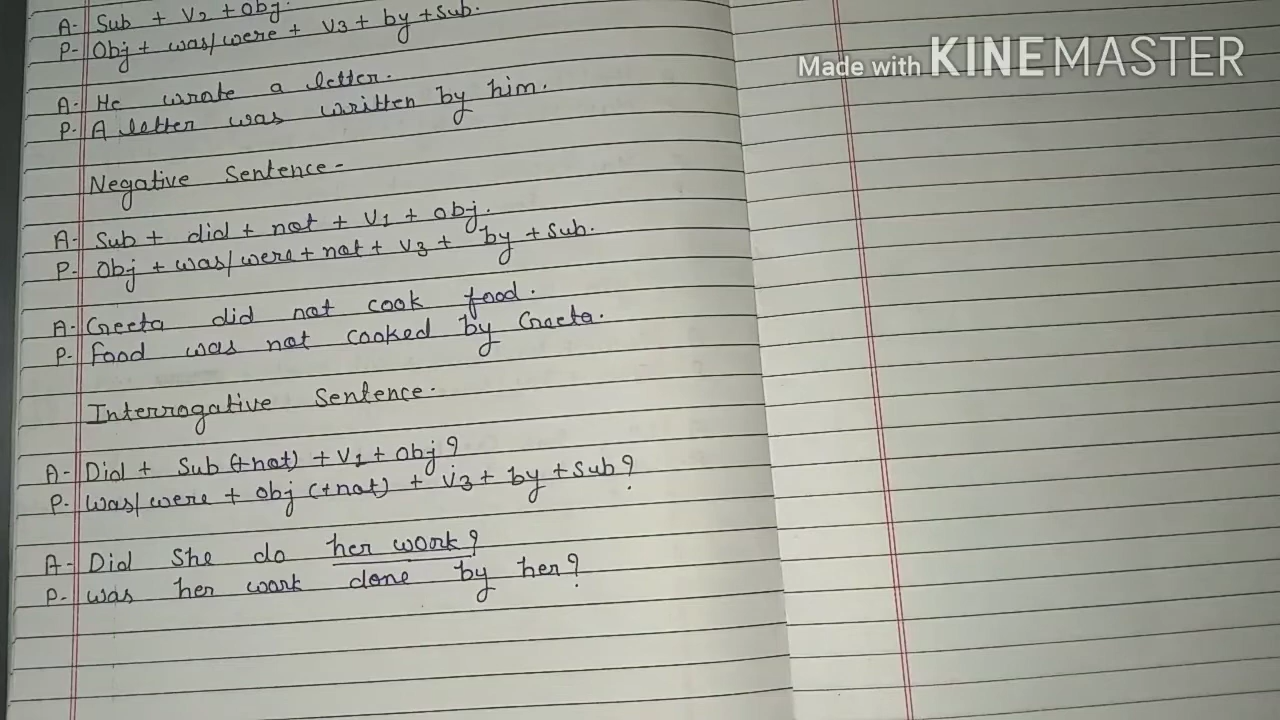 A- Sub + V2 + Obj.
P- Obj + was/were + V3 + by + Sub.
A- He wrote a letter.
P- A letter was written by him.
Negative Sentence-
A- Sub + did + not + V1 + obj.
P- Obj + was/were + not + V3 + by + Sub.
A- Geeta did not cook food.
P- Food was not cooked by Geeta.
Interrogative Sentence-
A- Did + Sub (+not) + V1 + obj?
P- Was/were + obj (+not) + V3 + by + Sub?
A- Did She do her work?
P- Was her work done by her?
Made with KINEMASTER